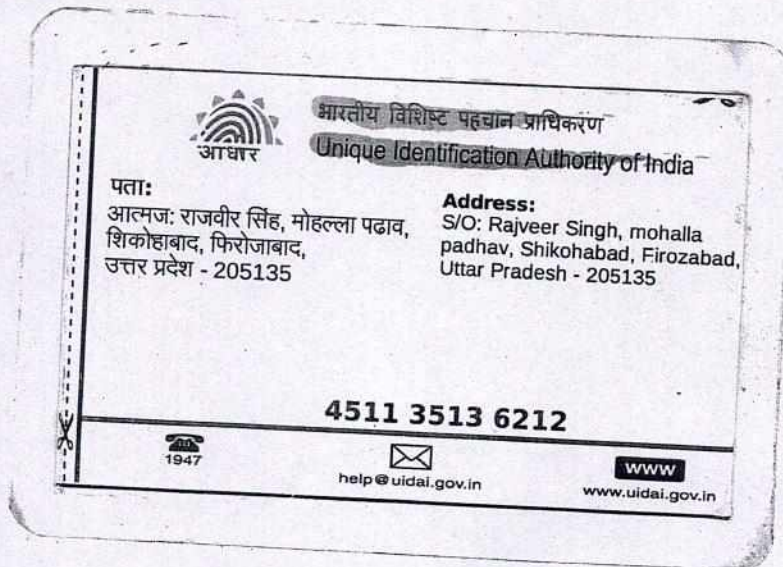 भारतीय विशिष्ट पहचान प्राधिकरण
Unique Identification Authority of India
आधार
पता:
आत्मज: राजवीर सिंह, मोहल्ला पढाव,
शिकोहाबाद, फिरोजाबाद,
उत्तर प्रदेश - 205135
Address:
S/O: Rajveer Singh, mohalla
padhav, Shikohabad, Firozabad,
Uttar Pradesh - 205135
4511 3513 6212
1947
help@uidai.gov.in
www
www.uidai.gov.in